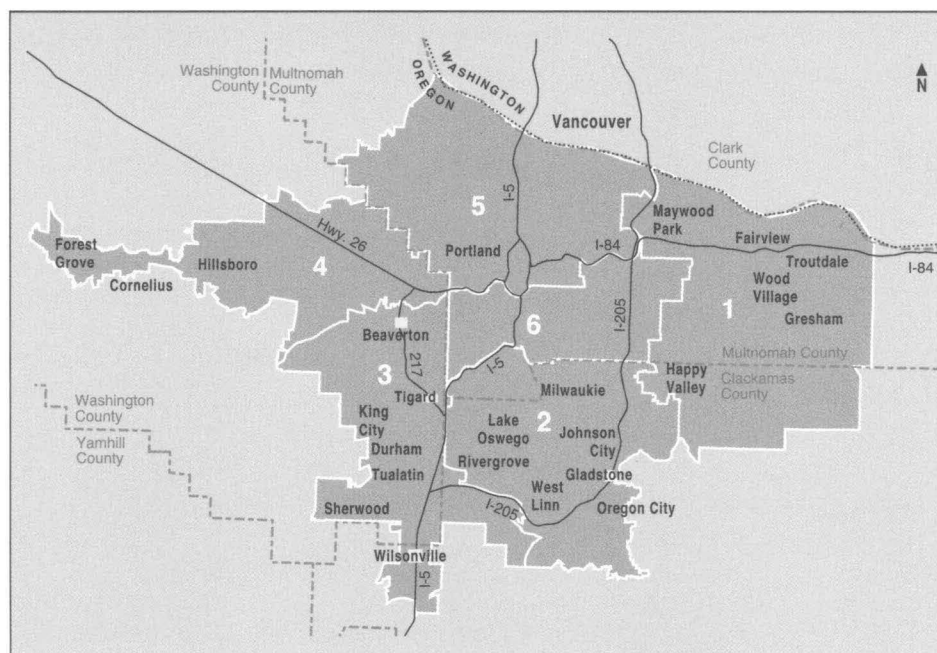 Washington
County
Multnomah
County
WASHINGTON
OREGON
N
Vancouver
Clark
County
5
I-5
Maywood
Park
Hwy. 26
Portland
I-84
Fairview
Troutdale
I-84
Forest
Grove
Hillsboro
4
Cornelius
Wood
Village
1
Gresham
I-205
6
Beaverton
217
3
I-5
Multnomah County
Clackamas
County
Happy
Valley
Tigard
Milwaukie
King
City
2
Lake
Oswego
Johnson
City
Washington
County
Yamhill
County
Durham
Rivergrove
Tualatin
Gladstone
West
Linn
Sherwood
I-205
Oregon City
Wilsonville
I-5